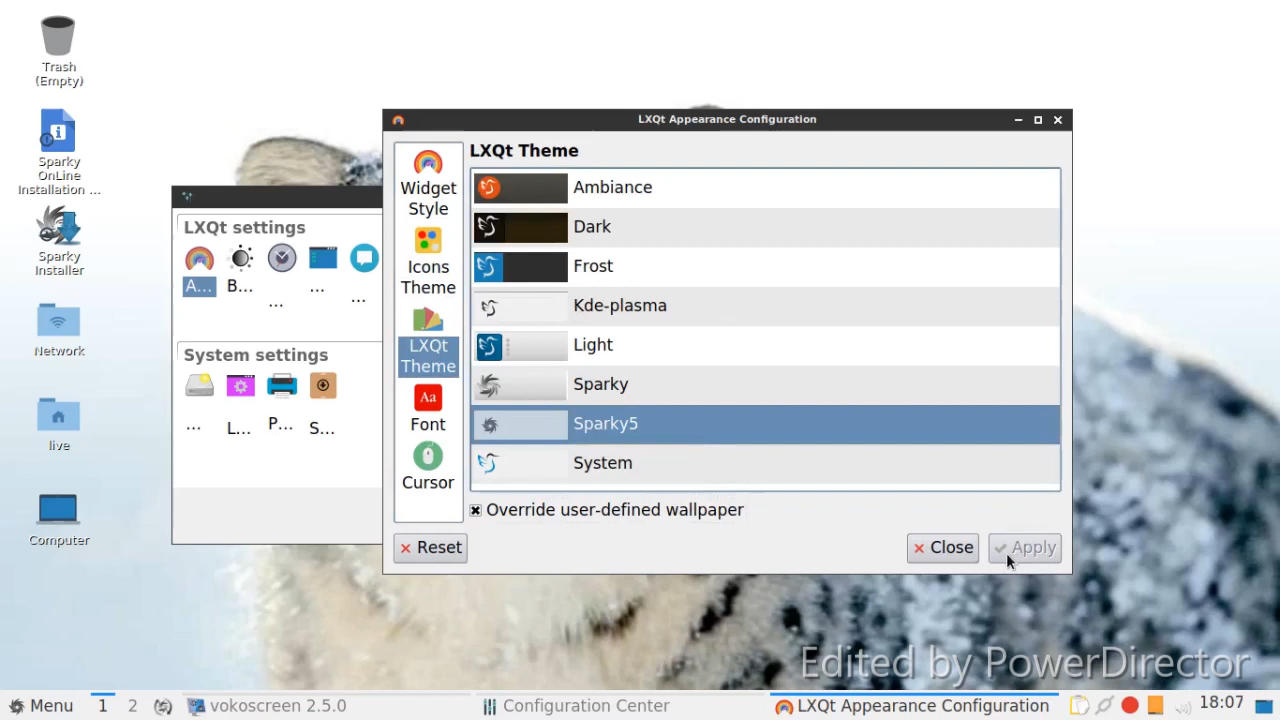 Trash
(Empty)
Sparky
OnLine
Installation ...
Sparky
Installer
Network
live
Computer
LXQt settings
A...
B...
...
...
...
System settings
...
L...
P...
S...
LXQt Appearance Configuration
Widget
Style
Icons
Theme
LXQt
Theme
Aa
Font
Cursor
LXQt Theme
Ambiance
Dark
Frost
Kde-plasma
Light
Sparky
Sparky5
System
Override user-defined wallpaper
Reset
Close
Apply
Edited by PowerDirector
Menu
1
2
vokoscreen 2.5.0
Configuration Center
LXQt Appearance Configuration
18:07